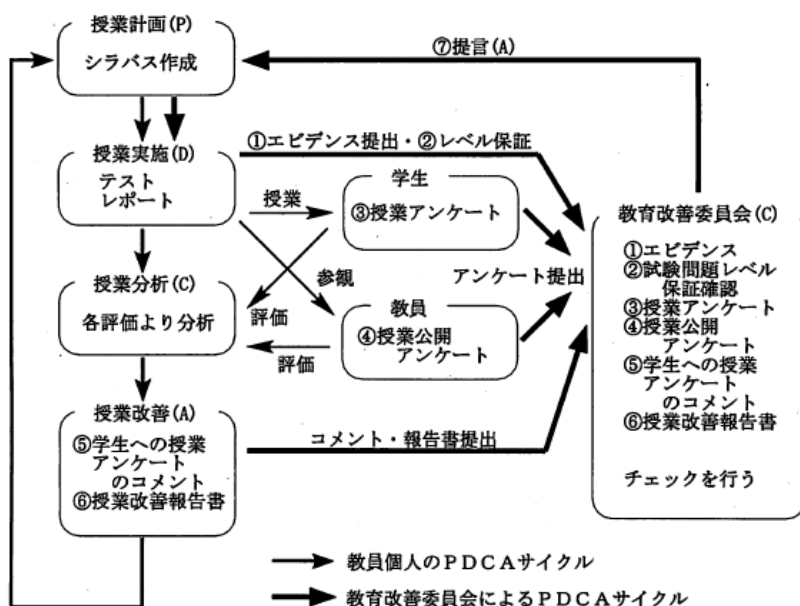 授業計画(P)
シラバス作成
⑦提言(A)
授業実施(D)
テスト
レポート
①エビデンス提出・②レベル保証
授業
学生
③授業アンケート
参観
アンケート提出
授業分析(C)
各評価より分析
評価
評価
教員
④授業公開
アンケート
授業改善(A)
⑤学生への授業
アンケート
のコメント
⑥授業改善報告書
コメント・報告書提出
教育改善委員会(C)
①エビデンス
②試験問題レベル
保証確認
③授業アンケート
④授業公開
アンケート
⑤学生への授業
アンケート
のコメント
⑥授業改善報告書
チェックを行う
教員個人のPDCAサイクル
教育改善委員会によるPDCAサイクル